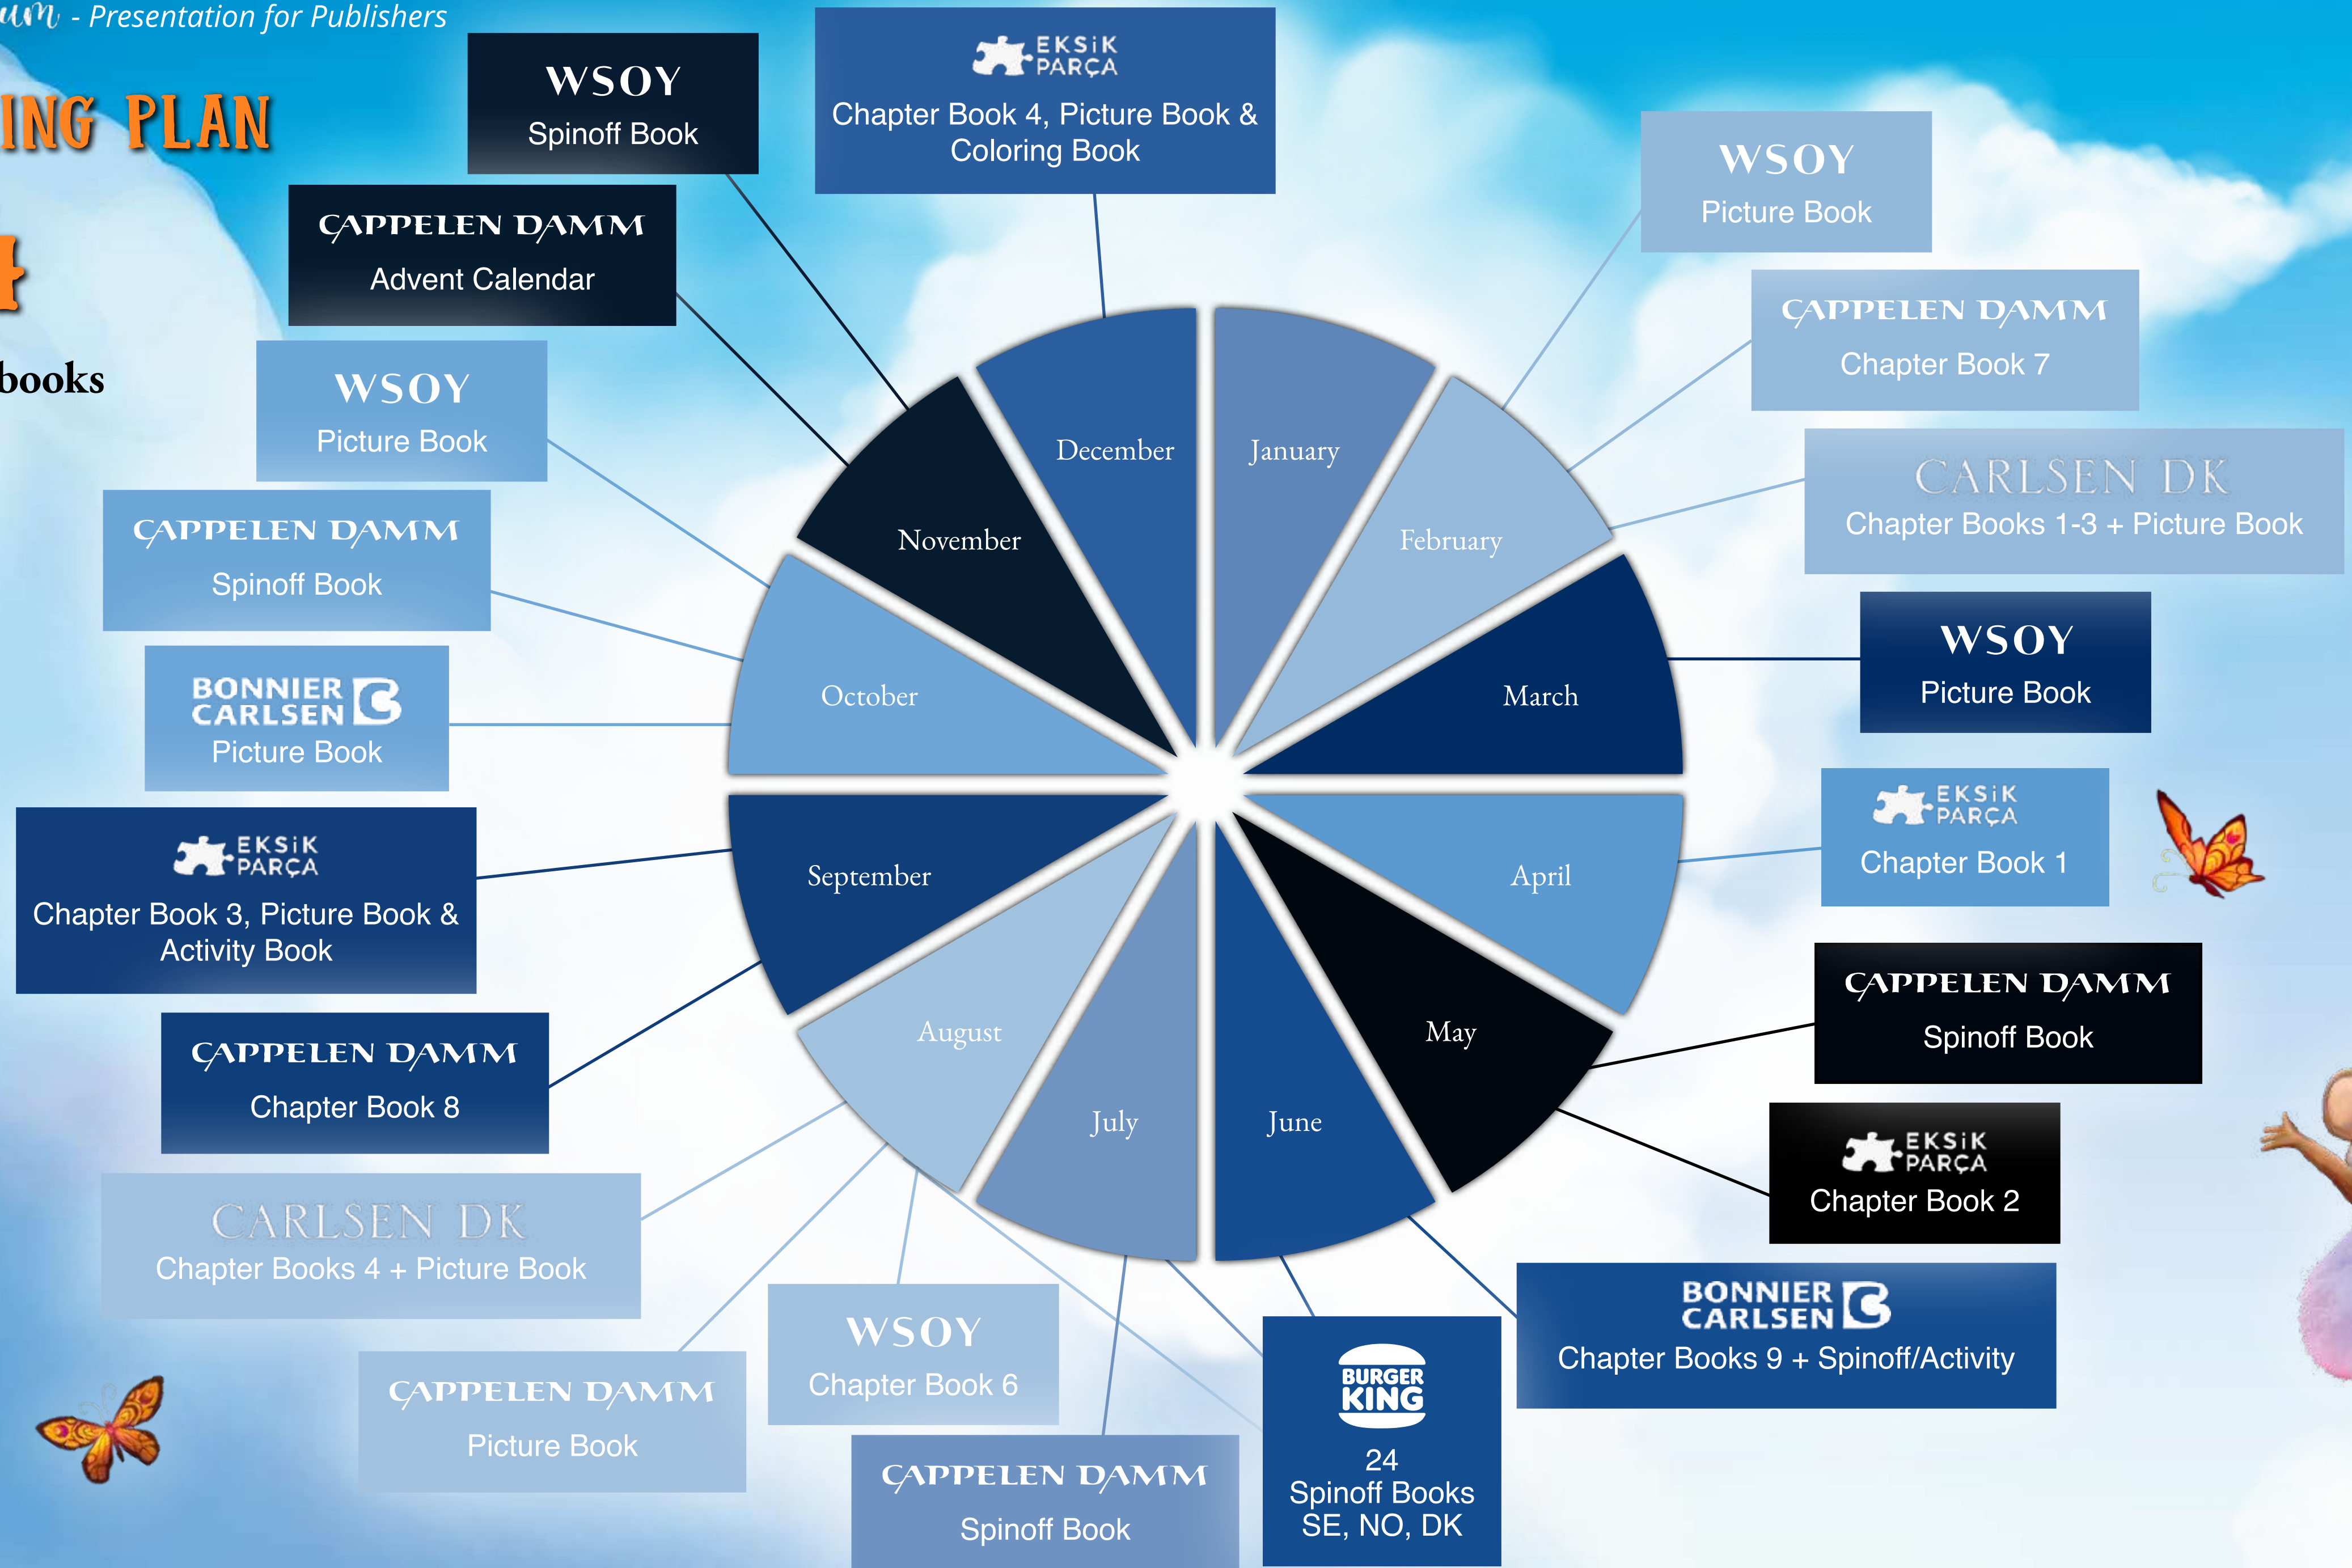 - Presentation for Publishers
ING PLAN
books
WSOY
Spinoff Book
EKSiK
PARÇA
Chapter Book 4, Picture Book &
Coloring Book
WSOY
Picture Book
CAPPELEN DAMM
Chapter Book 7
CARLSEN DK
Chapter Books 1-3 + Picture Book
WSOY
Picture Book
EKSiK
PARÇA
Chapter Book 1
CAPPELEN DAMM
Spinoff Book
EKSiK
PARÇA
Chapter Book 2
BONNIER
CARLSEN
Chapter Books 9 + Spinoff/Activity
BURGER
KING
24
Spinoff Books
SE, NO, DK
CAPPELEN DAMM
Spinoff Book
WSOY
Chapter Book 6
CAPPELEN DAMM
Picture Book
CARLSEN DK
Chapter Books 4 + Picture Book
CAPPELEN DAMM
Chapter Book 8
EKSiK
PARÇA
Chapter Book 3, Picture Book &
Activity Book
BONNIER
CARLSEN
Picture Book
CAPPELEN DAMM
Spinoff Book
WSOY
Picture Book
CAPPELEN DAMM
Advent Calendar
January
February
March
April
May
June
July
August
September
October
November
December